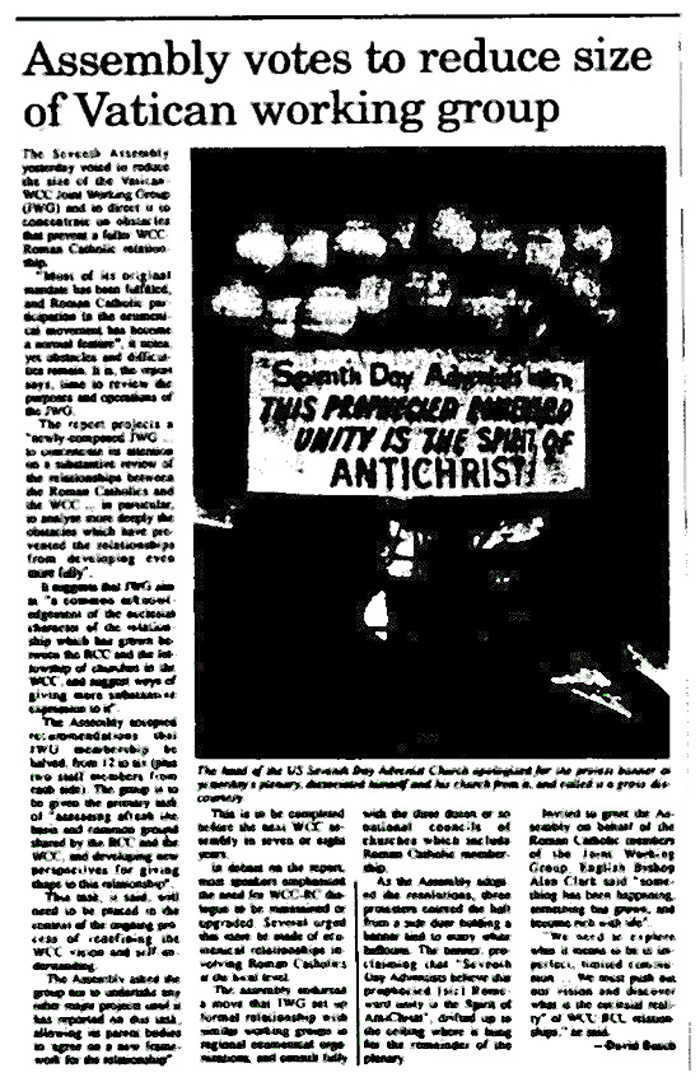 Assembly votes to reduce size
of Vatican working group
The Seventh Assembly
yesterday voted to reduce
the size of the Vatican-
WCC Joint Working Group
(JWG) and to direct it to
concentrate on obstacles
that prevent a fuller WCC-
Roman Catholic relation-
ship.
"Most of its original
mandate has been fulfilled,
and Roman Catholic par-
ticipation in the ecumeni-
cal movement has become
a normal feature", it notes,
yet obstacles and difficul-
ties remain. It is, the report
says, time to review the
purposes and operations of
the JWG.
The report projects a
"newly-composed JWG ...
to concentrate its attention
on a substantive review of
the relationships between
the Roman Catholics and
the WCC ... in particular,
to analyse more deeply the
obstacles which have pre-
vented the relationships
from developing even
more fully".
It suggests that JWG aim
at "a common acknowl-
edgement of the ecclesial
character of the relation-
ship which has grown be-
tween the RCC and the fel-
lowship of churches in the
WCC, and suggest ways of
giving more substantive
expression to it".
The Assembly accepted
recommendations that
JWG membership be
halved, from 12 to six (plus
two staff members from
each side). The group is to
be given the primary task
of "assessing afresh the
basis and common ground
shared by the RCC and the
WCC, and developing new
perspectives for giving
shape to this relationship".
This task, it said, will
need to be placed in the
context of the ongoing pro-
cess of redefining the
WCC vision and self-un-
derstanding.
The Assembly asked the
group not to undertake any
other major projects until it
has reported on this task,
allowing its parent bodies
to agree on a new frame-
work for the relationship"
"Seventh Day Adventists
THIS PROPHECIED ROMEWARD
UNITY IS THE SPIRIT OF
ANTICHRIST!
The head of the US Seventh Day Adventist Church apologised for the protest banner at
yesterday's plenary, dissociated himself and his church from it, and called it a gross dis-
courtesy.
This is to be completed
before the next WCC as-
sembly in seven or eight
years.
In debate on the report,
most speakers emphasised
the need for WCC-RC dia-
logue to be maintained or
upgraded. Several urged
that more be made of ecu-
menical relationships in-
volving Roman Catholics
at the local level.
The assembly endorsed
a move that JWG set up
formal relationship with
similar working groups in
regional ecumenical orga-
nisations, and consult fully
with the three dozen or so
national councils of
churches which include
Roman Catholic member-
ship.
As the Assembly adopt-
ed the resolutions, three
protesters entered the hall
from a side door holding a
banner tied to many white
balloons. The banner, pro-
claiming that "Seventh
Day Adventists believe this
prophecied [sic] Rome-
ward unity is the Spirit of
AntiChrist", drifted up to
the ceiling where it hung
for the remainder of the
plenary.
Invited to greet the As-
sembly on behalf of the
Roman Catholic members
of the Joint Working
Group, English Bishop
Alan Clark said "some-
thing has been happening,
something has grown, and
become rich with life".
"We need to explore
what it means to be in im-
perfect, limited commu-
nion ... We must push out
our vision and discover
what is the ecclesial reali-
ty" of WCC-RCC relation-
ships," he said.
—David Busch